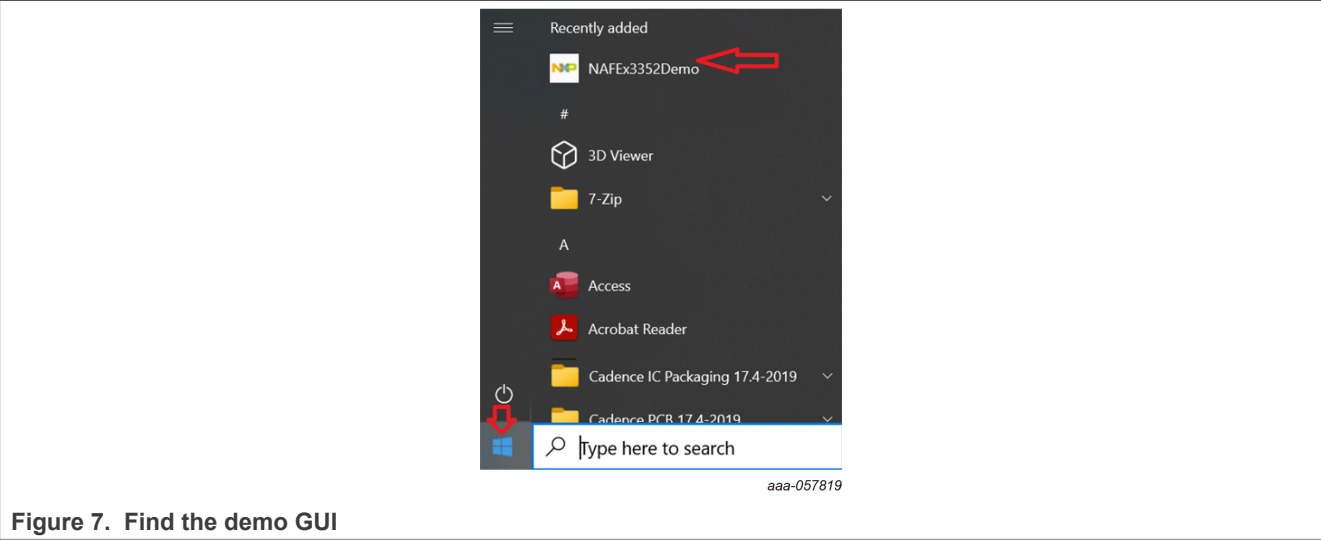 Recently added
NXP NAFEx3352Demo
#
3D Viewer
7-Zip
A
A Access
Acrobat Reader
Cadence IC Packaging 17.4-2019
Cadence PCB 17.4-2019
Type here to search
aaa-057819
Figure 7. Find the demo GUI